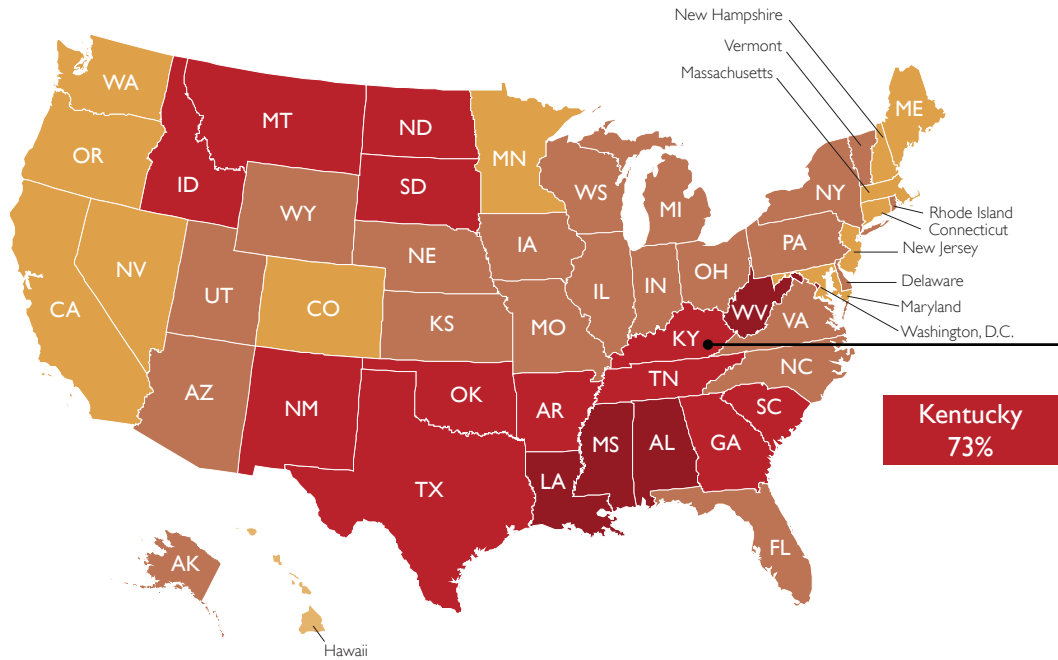 New Hampshire
Vermont
Massachusetts
WA
MT
ND
ME
OR
MN
ID
SD
WS
NY
WY
MI
Rhode Island
Connecticut
IA
PA
New Jersey
NE
NV
OH
IL
IN
Delaware
UT
CO
CA
WV
Maryland
VA
KS
MO
Washington, D.C.
KY
NC
TN
AZ
OK
NM
AR
SC
Kentucky
73%
MS
AL
GA
LA
TX
FL
AK
Hawaii